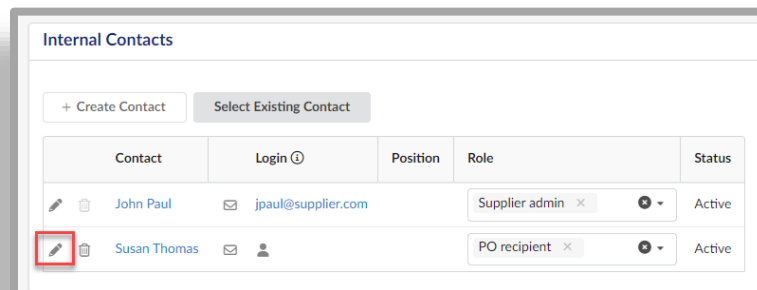 Internal Contacts
+ Create Contact Select Existing Contact
Contact Login Position Role Status
John Paul jpaul@supplier.com Supplier admin × Active
Susan Thomas PO recipient × Active